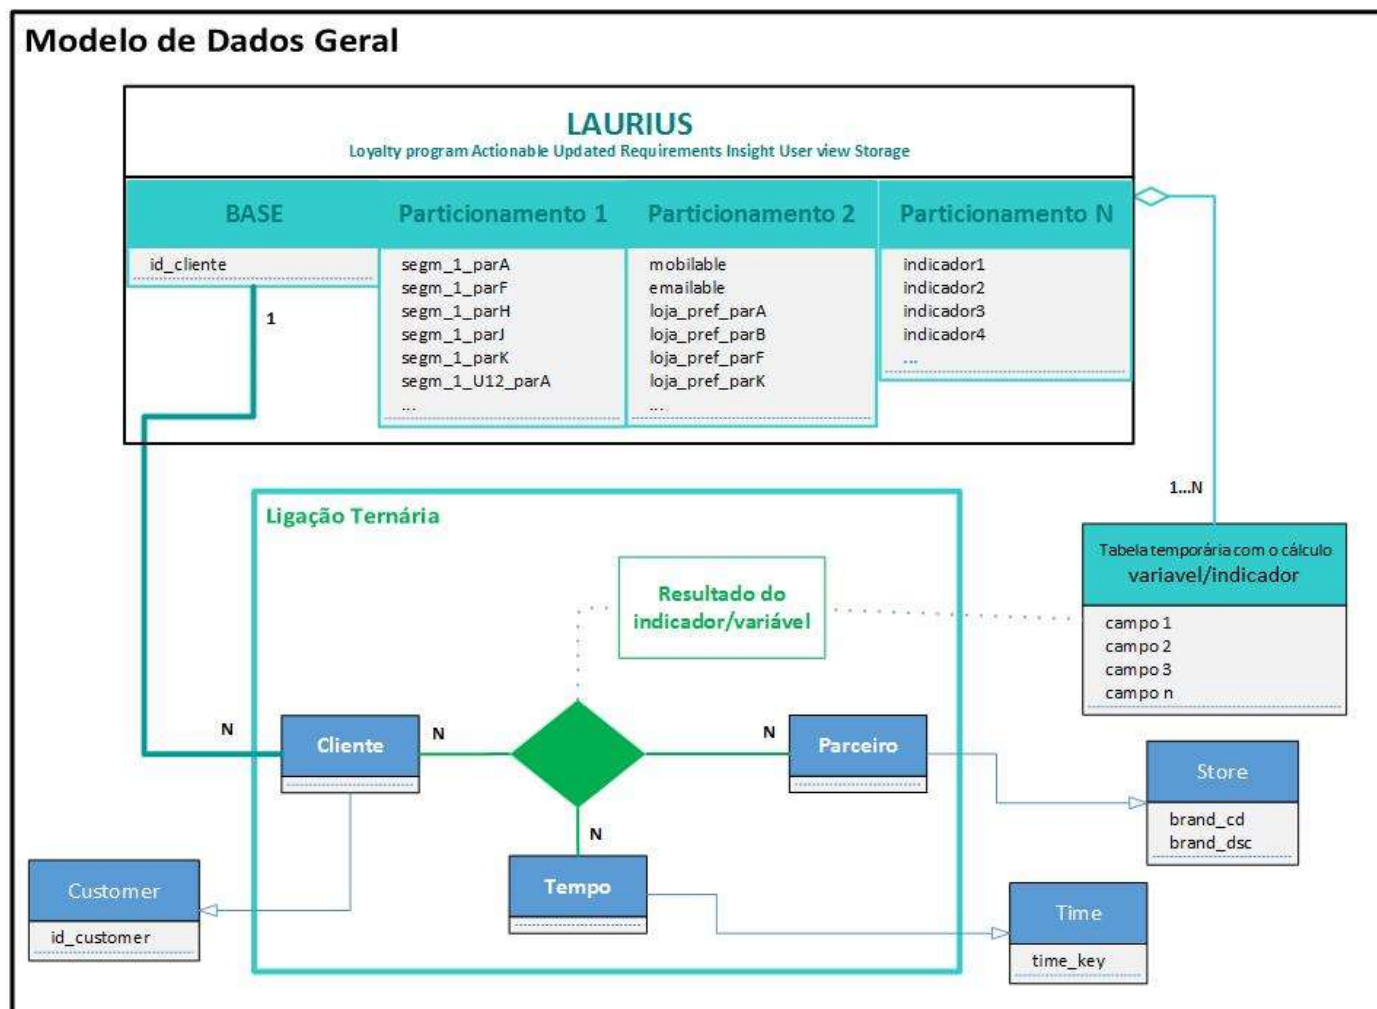 Modelo de Dados Geral
LAURIUS
Loyalty program Actionable Updated Requirements Insight User view Storage
BASE
id_cliente
Particionamento 1
segm_1_parA
segm_1_parF
segm_1_parH
segm_1_parJ
segm_1_parK
segm_1_U12_parA
...
Particionamento 2
mobilable
emailable
loja_pref_parA
loja_pref_parB
loja_pref_parF
loja_pref_parK
...
Particionamento N
indicador1
indicador2
indicador3
indicador4
...
1
1...N
Tabela temporária com o cálculo
variavel/indicador
campo 1
campo 2
campo 3
campo n
Ligação Ternária
Resultado do
indicador/variável
N
Cliente
N
N
Parceiro
N
Tempo
Store
brand_cd
brand_dsc
Customer
id_customer
Time
time_key